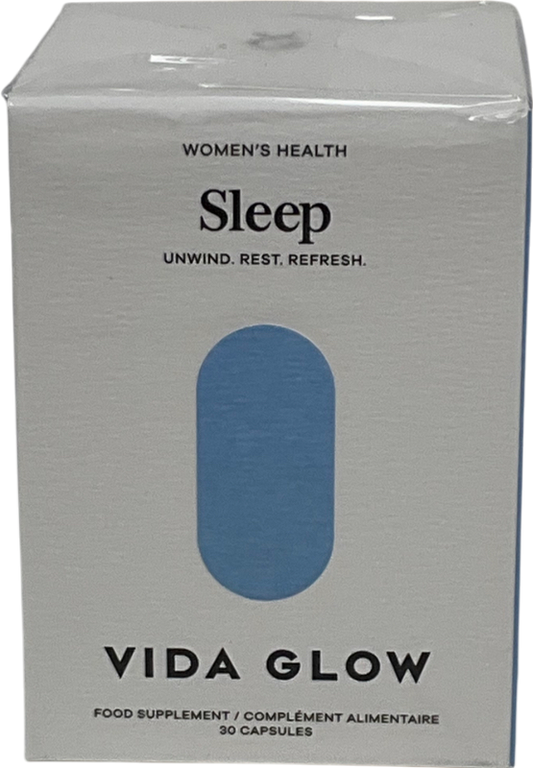 WOMEN'S HEALTH
Sleep
UNWIND. REST. REFRESH.
VIDA GLOW
FOOD SUPPLEMENT / COMPLÉMENT ALIMENTAIRE
30 CAPSULES